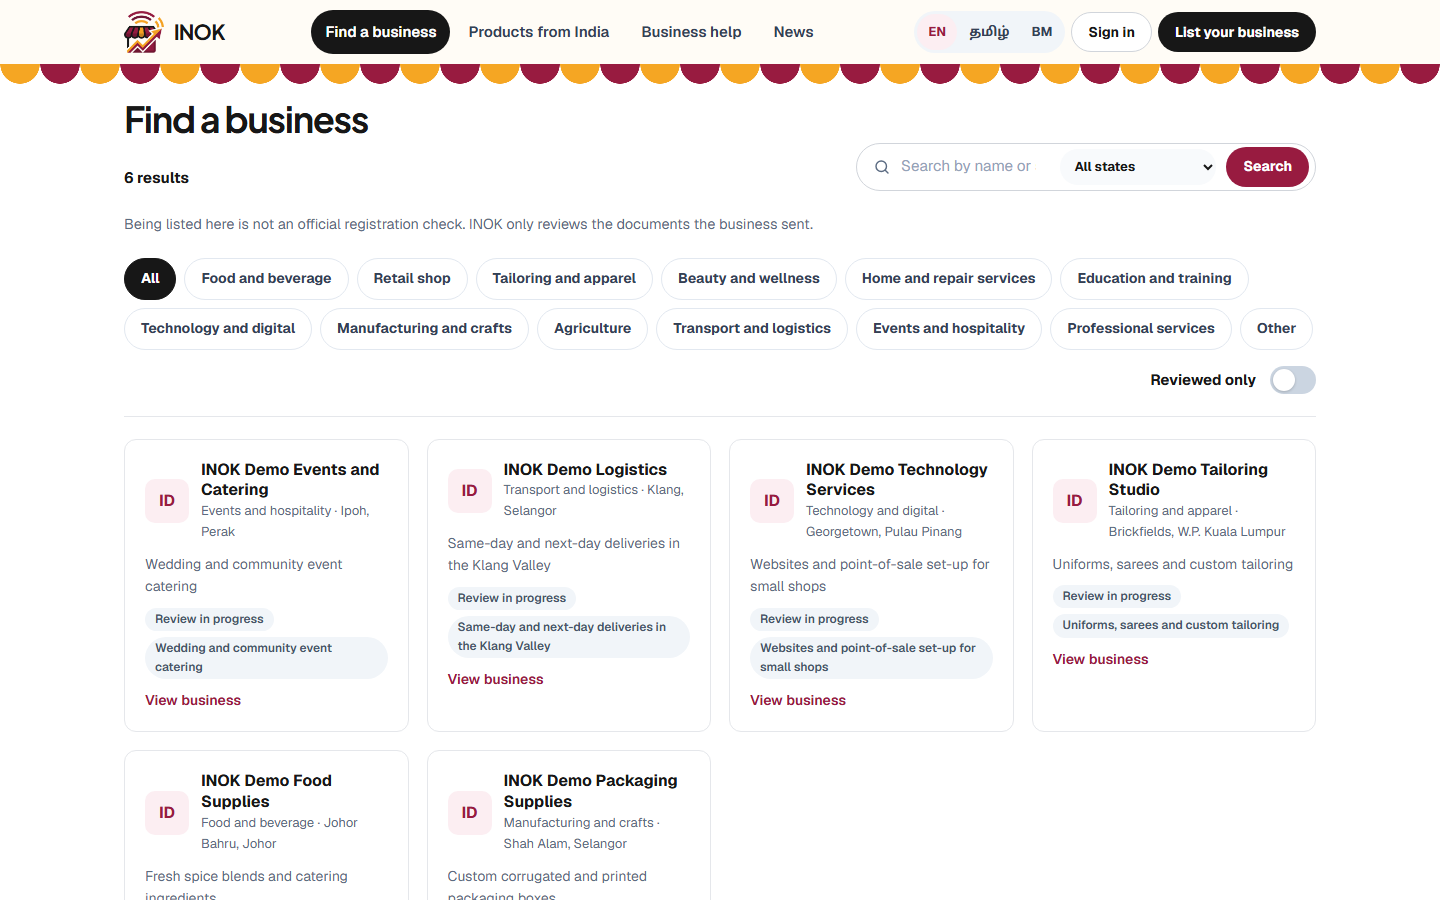 INOK
Find a business
Products from India
Business help
News
EN
தமிழ்
BM
Sign in
List your business
Find a business
6 results
Search by name or
All states
Search
Being listed here is not an official registration check. INOK only reviews the documents the business sent.
All
Food and beverage
Retail shop
Tailoring and apparel
Beauty and wellness
Home and repair services
Education and training
Technology and digital
Manufacturing and crafts
Agriculture
Transport and logistics
Events and hospitality
Professional services
Other
Reviewed only
ID
INOK Demo Events and
Catering
Events and hospitality · Ipoh,
Perak
Wedding and community event
catering
Review in progress
Wedding and community event
catering
View business
ID
INOK Demo Logistics
Transport and logistics · Klang,
Selangor
Same-day and next-day deliveries in
the Klang Valley
Review in progress
Same-day and next-day deliveries in
the Klang Valley
View business
ID
INOK Demo Technology
Services
Technology and digital ·
Georgetown, Pulau Pinang
Websites and point-of-sale set-up for
small shops
Review in progress
Websites and point-of-sale set-up for
small shops
View business
ID
INOK Demo Tailoring
Studio
Tailoring and apparel ·
Brickfields, W.P. Kuala Lumpur
Uniforms, sarees and custom tailoring
Review in progress
Uniforms, sarees and custom tailoring
View business
ID
INOK Demo Food
Supplies
Food and beverage · Johor
Bahru, Johor
Fresh spice blends and catering
ingredients
ID
INOK Demo Packaging
Supplies
Manufacturing and crafts ·
Shah Alam, Selangor
Custom corrugated and printed
packaging boxes